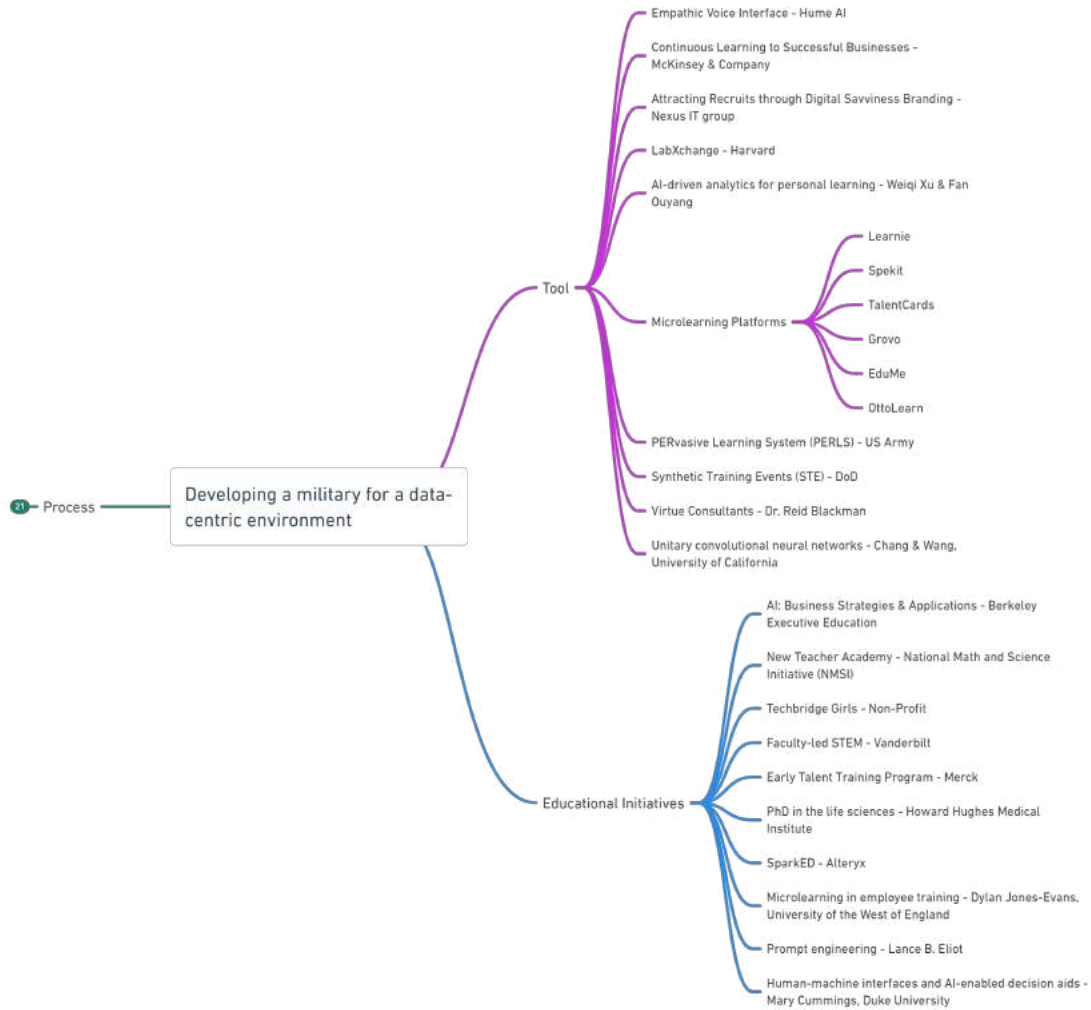 Empathic Voice Interface - Hume AI
Continuous Learning to Successful Businesses -
McKinsey & Company
Attracting Recruits through Digital Savviness Branding -
Nexus IT group
LabXchange - Harvard
AI-driven analytics for personal learning - Weiqi Xu & Fan
Ouyang
Learnie
Spekit
TalentCards
Tool
Microlearning Platforms
Grovo
EduMe
OttoLearn
PERvasive Learning System (PERLS) - US Army
Synthetic Training Events (STE) - DoD
21
Process
Developing a military for a data-
centric environment
Virtue Consultants - Dr. Reid Blackman
Unitary convolutional neural networks - Chang & Wang,
University of California
AI: Business Strategies & Applications - Berkeley
Executive Education
New Teacher Academy - National Math and Science
Initiative (NMSI)
Techbridge Girls - Non-Profit
Faculty-led STEM - Vanderbilt
Early Talent Training Program - Merck
Educational Initiatives
PhD in the life sciences - Howard Hughes Medical
Institute
SparkED - Alteryx
Microlearning in employee training - Dylan Jones-Evans,
University of the West of England
Prompt engineering - Lance B. Eliot
Human-machine interfaces and AI-enabled decision aids -
Mary Cummings, Duke University